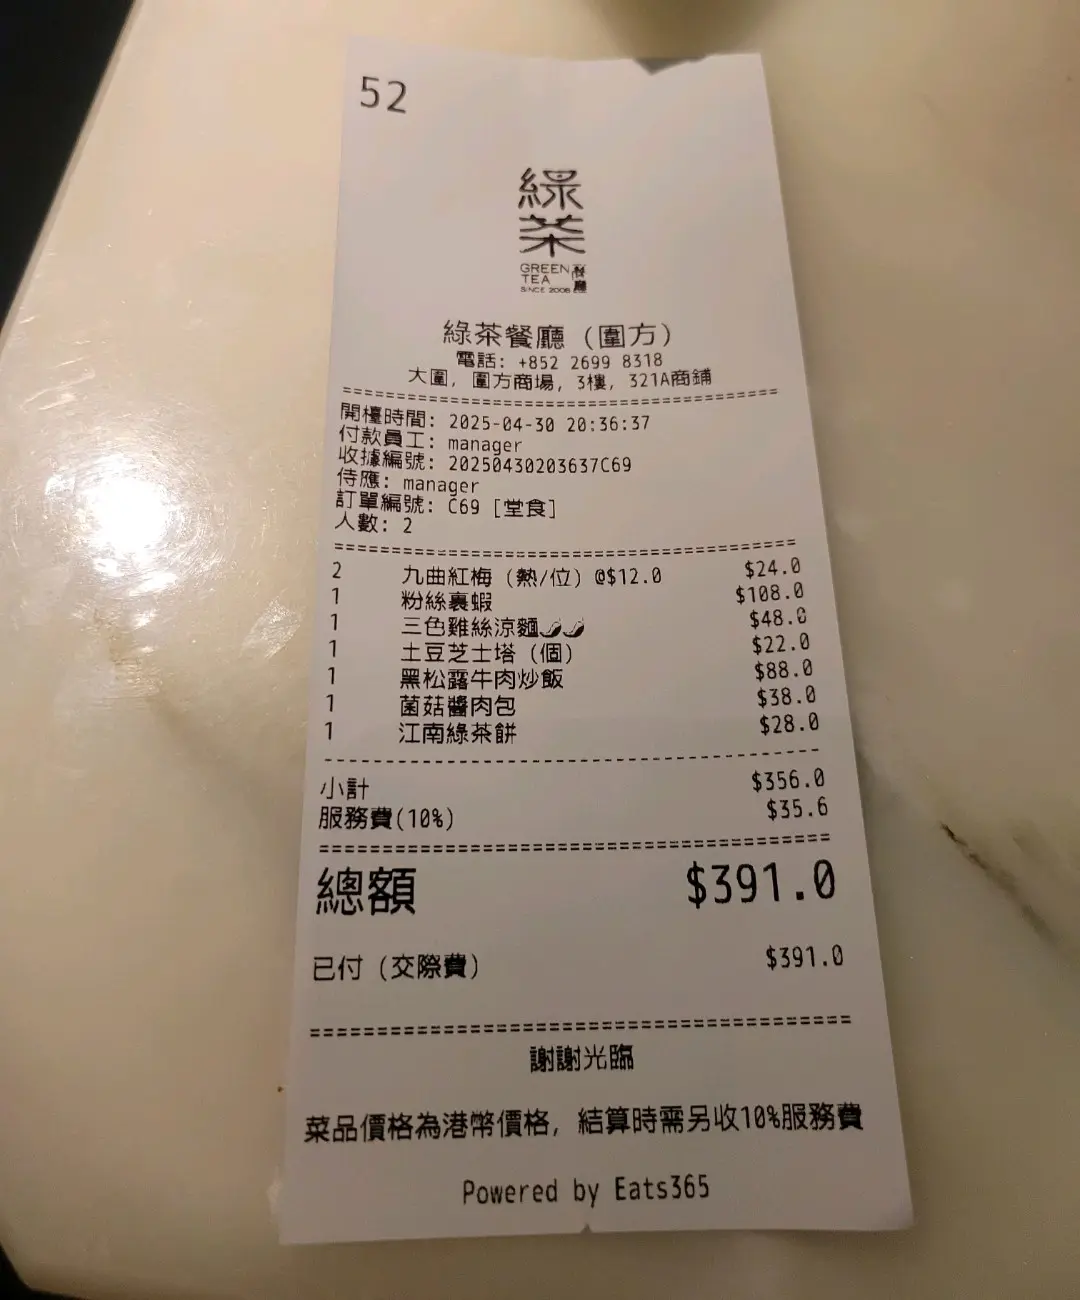 52
綠
茶
GREEN 餐
TEA 廳
SINCE 2008
綠茶餐廳 (圍方)
電話: +852 2699 8318
大圍, 圍方商場, 3樓, 321A商鋪
開檯時間: 2025-04-30 20:36:37
付款員工: manager
收據編號: 20250430203637C69
侍應: manager
訂單編號: C69 [堂食]
人數: 2
2 九曲紅梅 (熱/位) @$12.0 $24.0
1 粉絲裹蝦 $108.0
1 三色雞絲涼麵🌶🌶 $48.0
1 土豆芝士塔 (個) $22.0
1 黑松露牛肉炒飯 $88.0
1 菌菇醬肉包 $38.0
1 江南綠茶餅 $28.0
小計 $356.0
服務費(10%) $35.6
總額 $391.0
已付 (交際費) $391.0
謝謝光臨
菜品價格為港幣價格, 結算時需另收10%服務費
Powered by Eats365